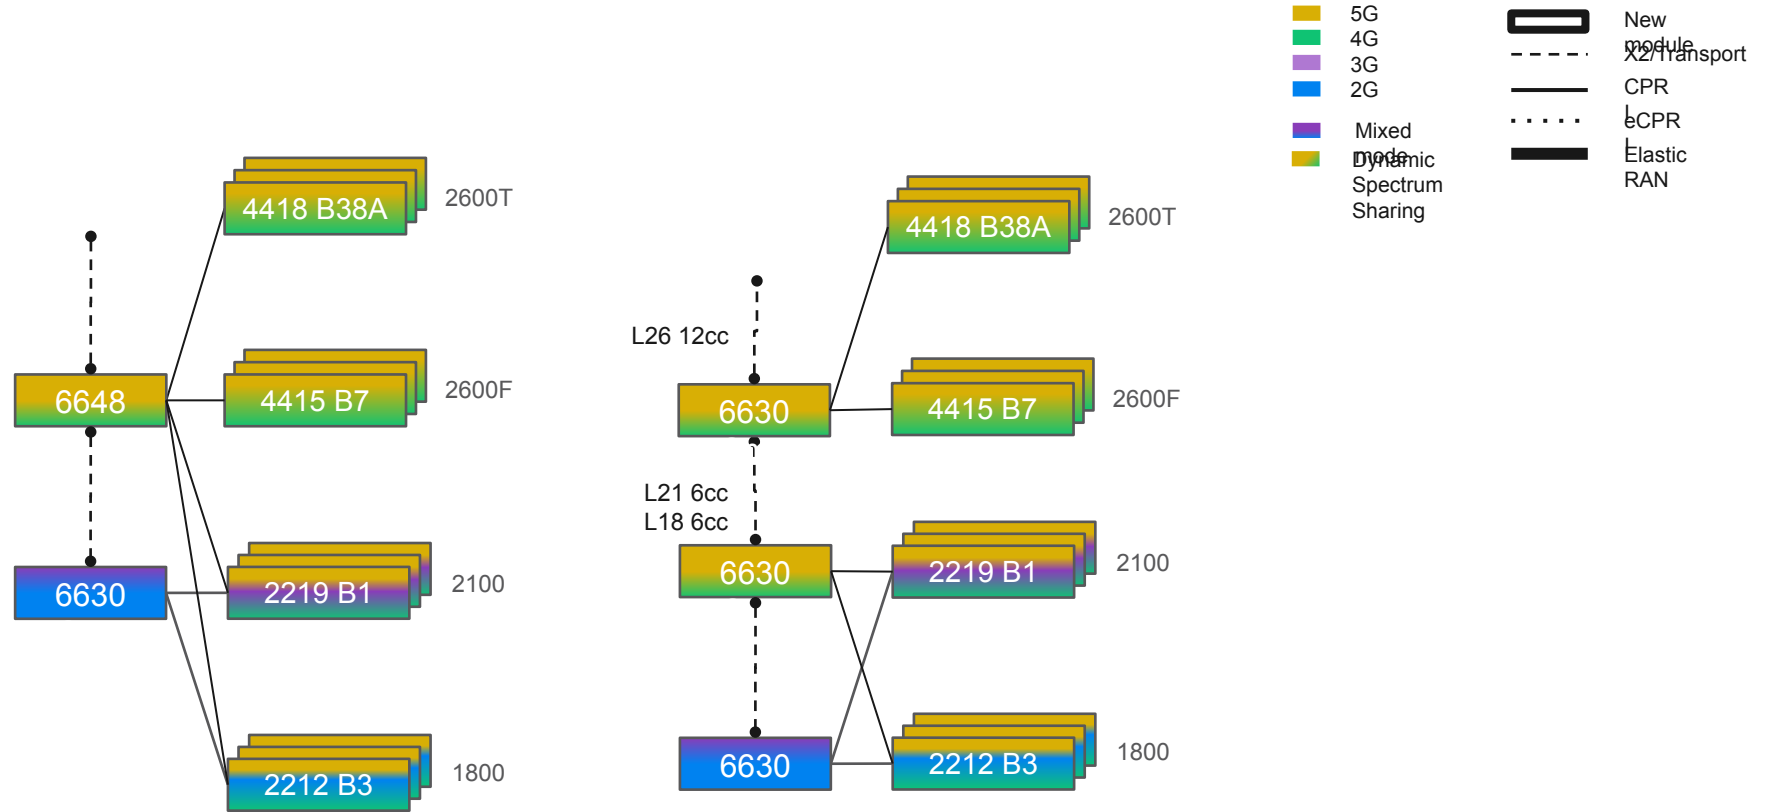 4418 B38A
2600T
6648
4415 B7
2600F
6630
2219 B1
2100
2212 B3
1800
4418 B38A
2600T
L26 12cc
6630
4415 B7
2600F
L21 6cc
L18 6cc
6630
2219 B1
2100
6630
2212 B3
1800
5G
4G
3G
2G
Mixed
mode
Dynamic
Spectrum
Sharing
New
module
X2/Transport
CPR
I
eCPR
I
Elastic
RAN